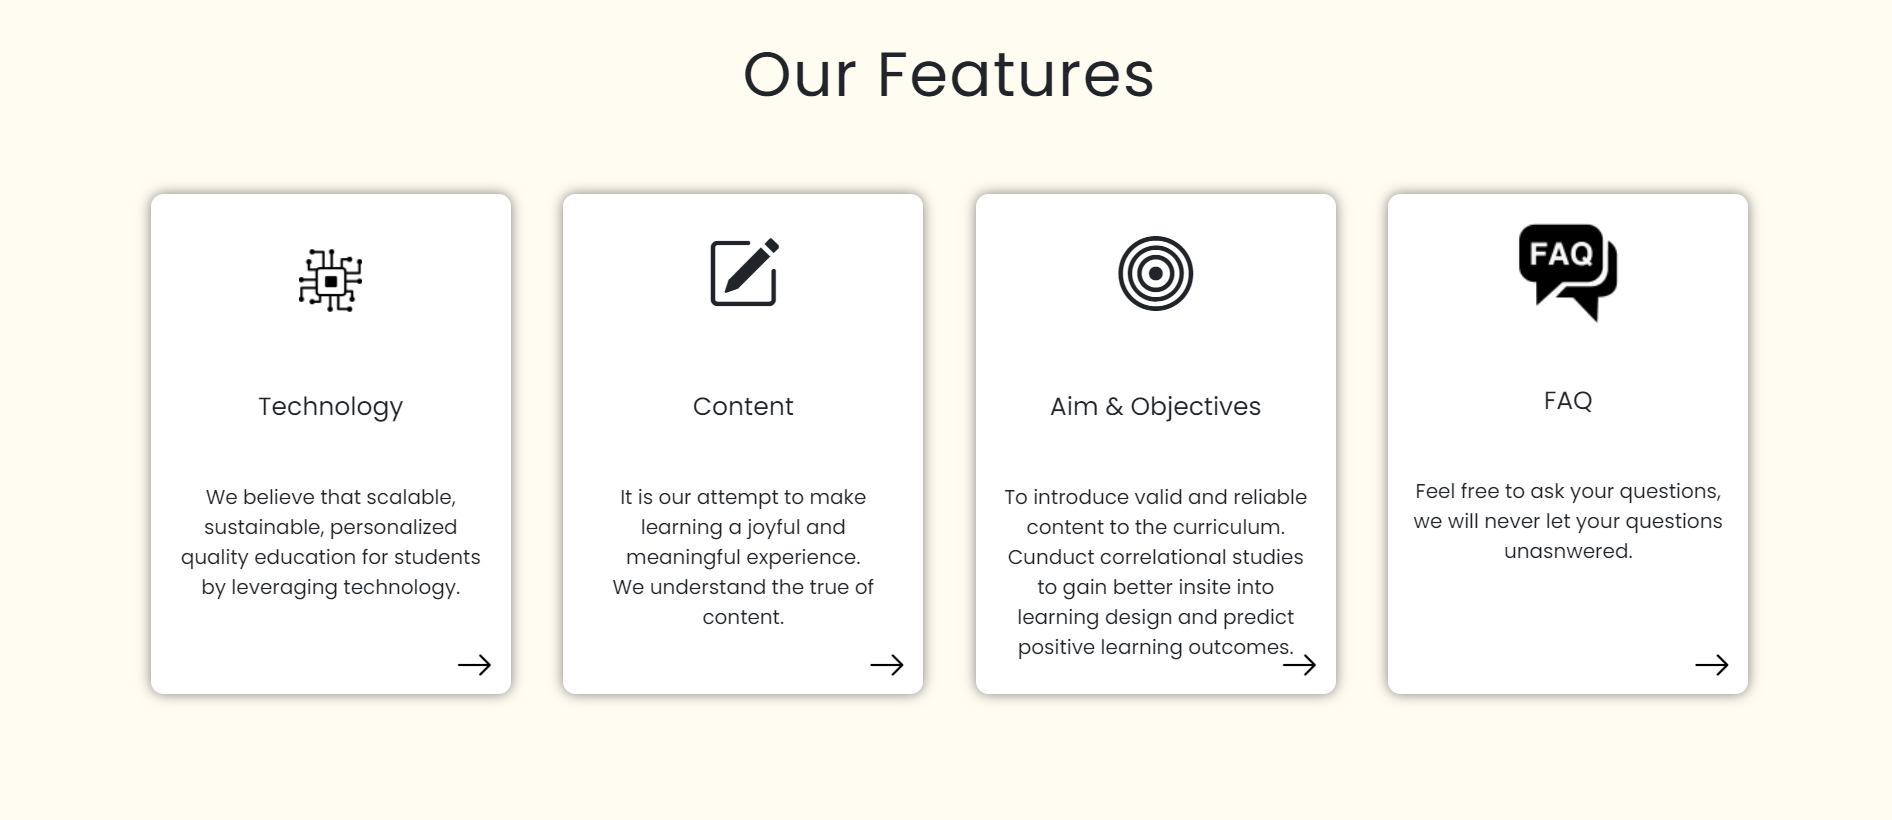 Our Features
FAQ
Technology
We believe that scalable,
sustainable, personalized
quality education for students
by leveraging technology.
Content
It is our attempt to make
learning a joyful and
meaningful experience.
We understand the true of
content.
Aim & Objectives
To introduce valid and reliable
content to the curriculum.
Cunduct correlational studies
to gain better insite into
learning design and predict
positive learning outcomes.
FAQ
Feel free to ask your questions,
we will never let your questions
unasnwered.